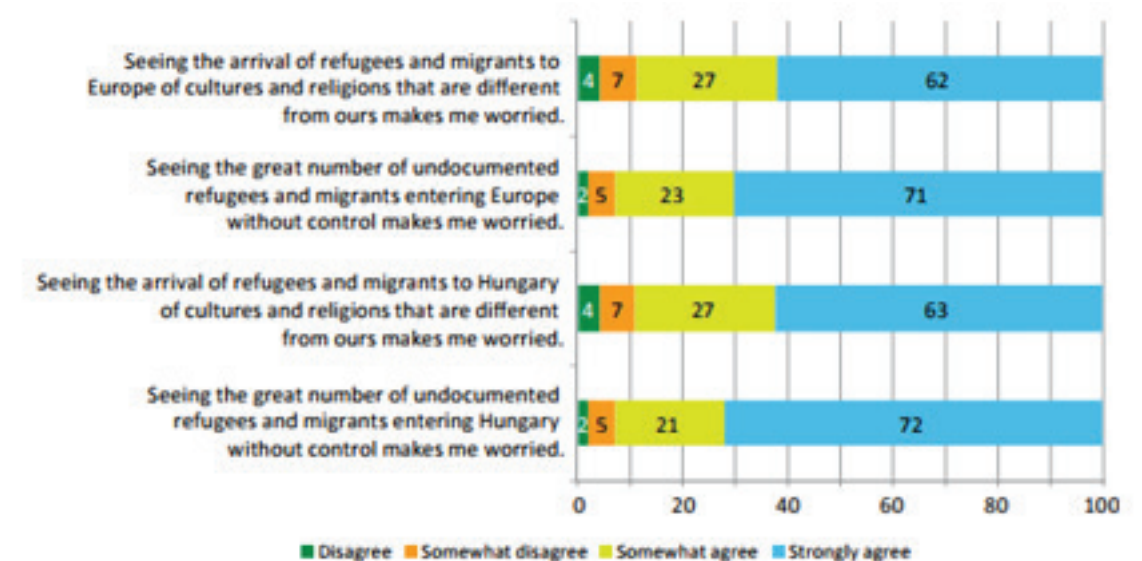 Seeing the arrival of refugees and migrants to
Europe of cultures and religions that are different
from ours makes me worried.
4 7 27 62
Seeing the great number of undocumented
refugees and migrants entering Europe
without control makes me worried.
2 5 23 71
Seeing the arrival of refugees and migrants to Hungary
of cultures and religions that are different
from ours makes me worried.
4 7 27 63
Seeing the great number of undocumented
refugees and migrants entering Hungary
without control makes me worried.
2 5 21 72
0 20 40 60 80 100
Disagree Somewhat disagree Somewhat agree Strongly agree